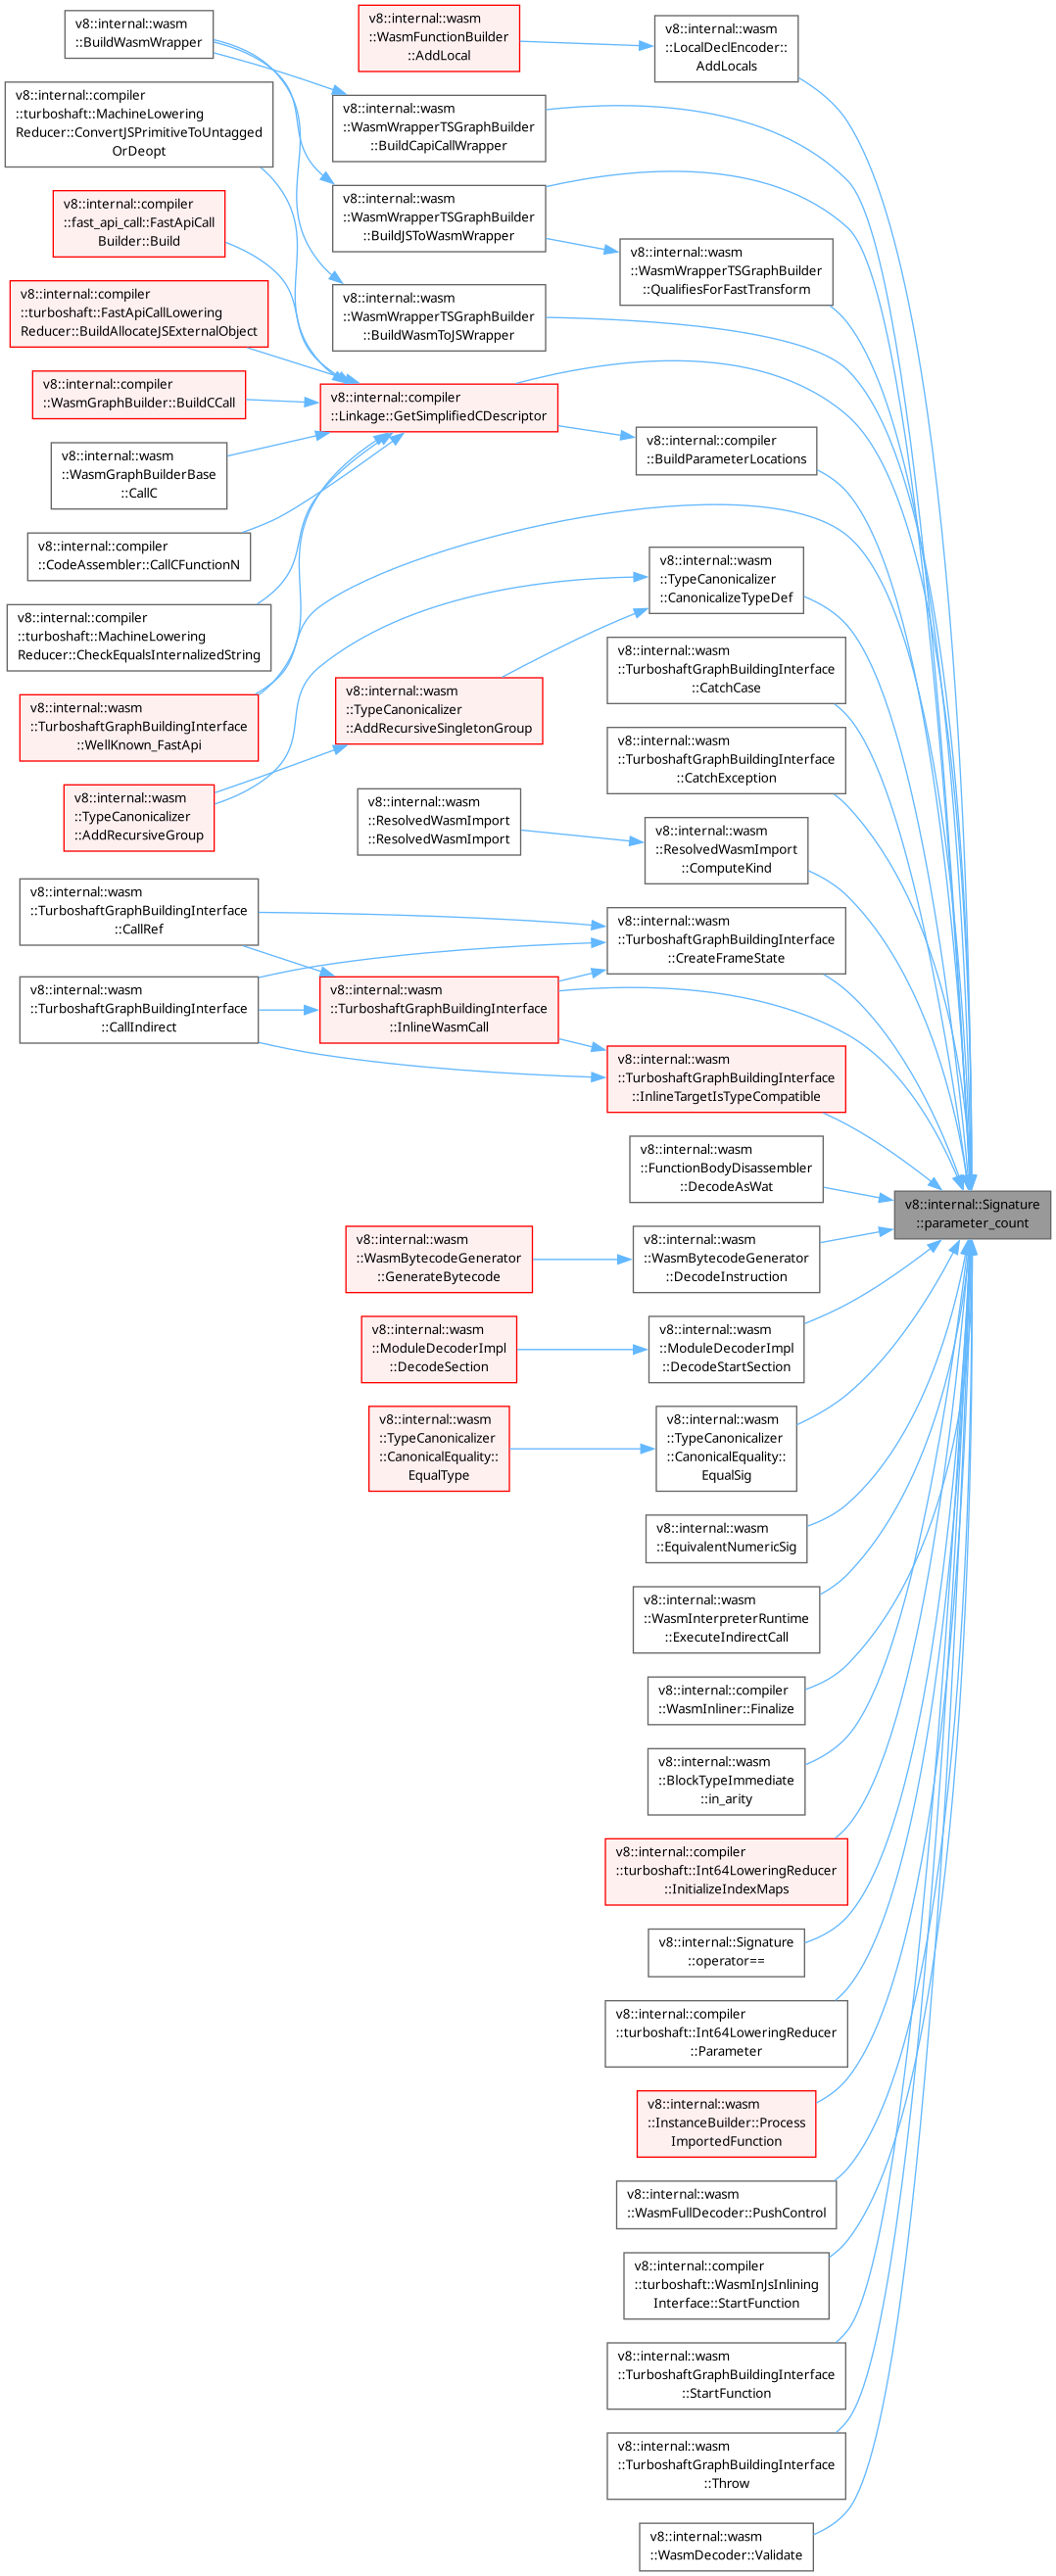 v8::internal::wasm
::BuildWasmWrapper
v8::internal::wasm
::WasmFunctionBuilder
::AddLocal
v8::internal::wasm
::LocalDeclEncoder::
AddLocals
v8::internal::compiler
::turboshaft::MachineLowering
Reducer::ConvertJSPrimitiveToUntagged
OrDeopt
v8::internal::wasm
::WasmWrapperTSGraphBuilder
::BuildCapiCallWrapper
v8::internal::compiler
::fast_api_call::FastApiCall
Builder::Build
v8::internal::wasm
::WasmWrapperTSGraphBuilder
::BuildJSToWasmWrapper
v8::internal::wasm
::WasmWrapperTSGraphBuilder
::QualifiesForFastTransform
v8::internal::compiler
::turboshaft::FastApiCallLowering
Reducer::BuildAllocateJSExternalObject
v8::internal::wasm
::WasmWrapperTSGraphBuilder
::BuildWasmToJSWrapper
v8::internal::compiler
::WasmGraphBuilder::BuildCCall
v8::internal::compiler
::Linkage::GetSimplifiedCDescriptor
v8::internal::compiler
::BuildParameterLocations
v8::internal::wasm
::WasmGraphBuilderBase
::CallC
v8::internal::compiler
::CodeAssembler::CallCFunctionN
v8::internal::wasm
::TypeCanonicalizer
::CanonicalizeTypeDef
v8::internal::compiler
::turboshaft::MachineLowering
Reducer::CheckEqualsInternalizedString
v8::internal::wasm
::TurboshaftGraphBuildingInterface
::CatchCase
v8::internal::wasm
::TurboshaftGraphBuildingInterface
::WellKnown_FastApi
v8::internal::wasm
::TypeCanonicalizer
::AddRecursiveSingletonGroup
v8::internal::wasm
::TurboshaftGraphBuildingInterface
::CatchException
v8::internal::wasm
::TypeCanonicalizer
::AddRecursiveGroup
v8::internal::wasm
::ResolvedWasmImport
::ResolvedWasmImport
v8::internal::wasm
::ResolvedWasmImport
::ComputeKind
v8::internal::wasm
::TurboshaftGraphBuildingInterface
::CallRef
v8::internal::wasm
::TurboshaftGraphBuildingInterface
::CreateFrameState
v8::internal::wasm
::TurboshaftGraphBuildingInterface
::CallIndirect
v8::internal::wasm
::TurboshaftGraphBuildingInterface
::InlineWasmCall
v8::internal::wasm
::TurboshaftGraphBuildingInterface
::InlineTargetIsTypeCompatible
v8::internal::wasm
::FunctionBodyDisassembler
::DecodeAsWat
v8::internal::Signature
::parameter_count
v8::internal::wasm
::WasmBytecodeGenerator
::GenerateBytecode
v8::internal::wasm
::WasmBytecodeGenerator
::DecodeInstruction
v8::internal::wasm
::ModuleDecoderImpl
::DecodeSection
v8::internal::wasm
::ModuleDecoderImpl
::DecodeStartSection
v8::internal::wasm
::TypeCanonicalizer
::CanonicalEquality::
EqualType
v8::internal::wasm
::TypeCanonicalizer
::CanonicalEquality::
EqualSig
v8::internal::wasm
::EquivalentNumericSig
v8::internal::wasm
::WasmInterpreterRuntime
::ExecuteIndirectCall
v8::internal::compiler
::WasmInliner::Finalize
v8::internal::wasm
::BlockTypeImmediate
::in_arity
v8::internal::compiler
::turboshaft::Int64LoweringReducer
::InitializeIndexMaps
v8::internal::Signature
::operator==
v8::internal::compiler
::turboshaft::Int64LoweringReducer
::Parameter
v8::internal::wasm
::InstanceBuilder::Process
ImportedFunction
v8::internal::wasm
::WasmFullDecoder::PushControl
v8::internal::compiler
::turboshaft::WasmInJsInlining
Interface::StartFunction
v8::internal::wasm
::TurboshaftGraphBuildingInterface
::StartFunction
v8::internal::wasm
::TurboshaftGraphBuildingInterface
::Throw
v8::internal::wasm
::WasmDecoder::Validate